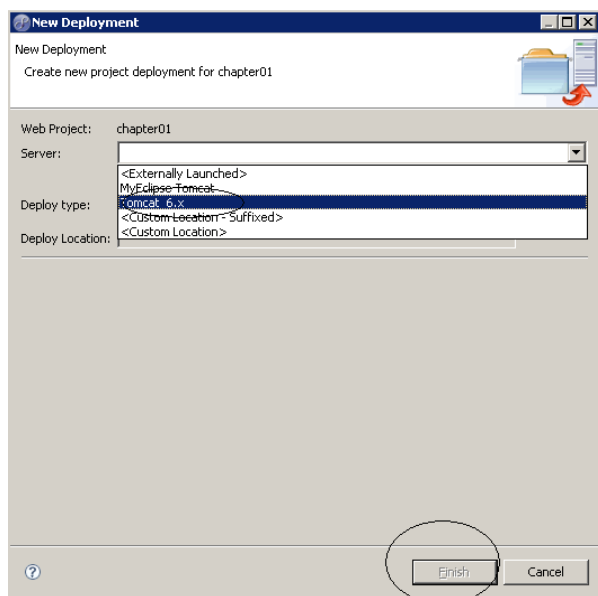 New Deployment
New Deployment
Create new project deployment for chapter01
Web Project: chapter01
Server:
<Externally Launched>
MyEclipse Tomcat
Tomcat 6.x
Deploy type:
<Custom Location - Suffixed>
Deploy Location:
<Custom Location>
?
Finish Cancel